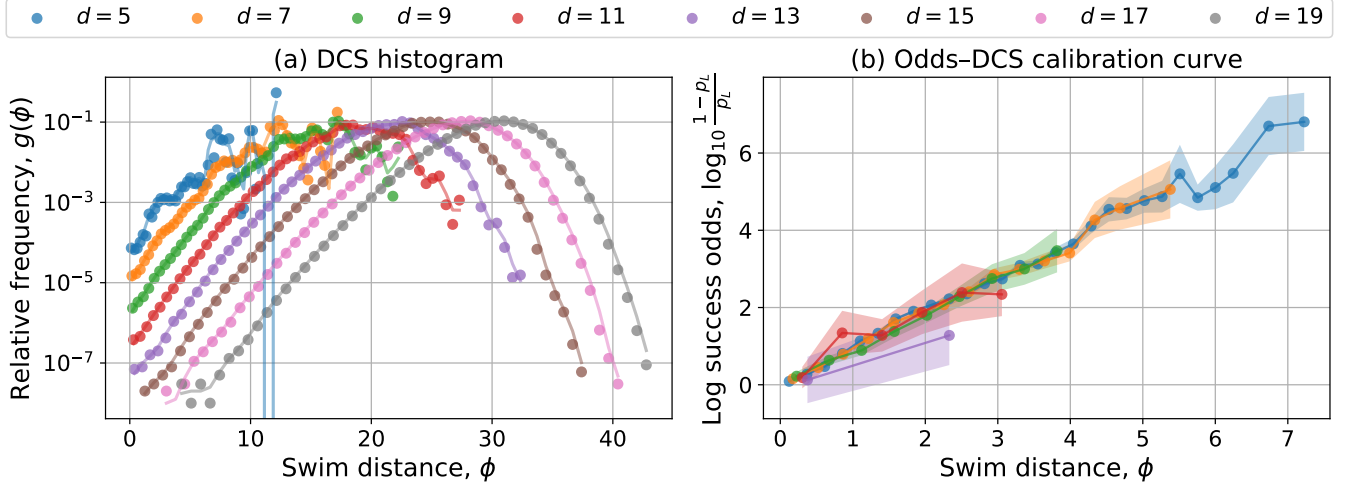 d = 5 d = 7 d = 9 d = 11 d = 13 d = 15 d = 17 d = 19
(a) DCS histogram
Relative frequency, g(ϕ)
10⁻¹
10⁻³
10⁻⁵
10⁻⁷
0 10 20 30 40
Swim distance, ϕ
(b) Odds–DCS calibration curve
Log success odds, log₁₀ (1 − p_L)/p_L
6
4
2
0
0 1 2 3 4 5 6 7
Swim distance, ϕ